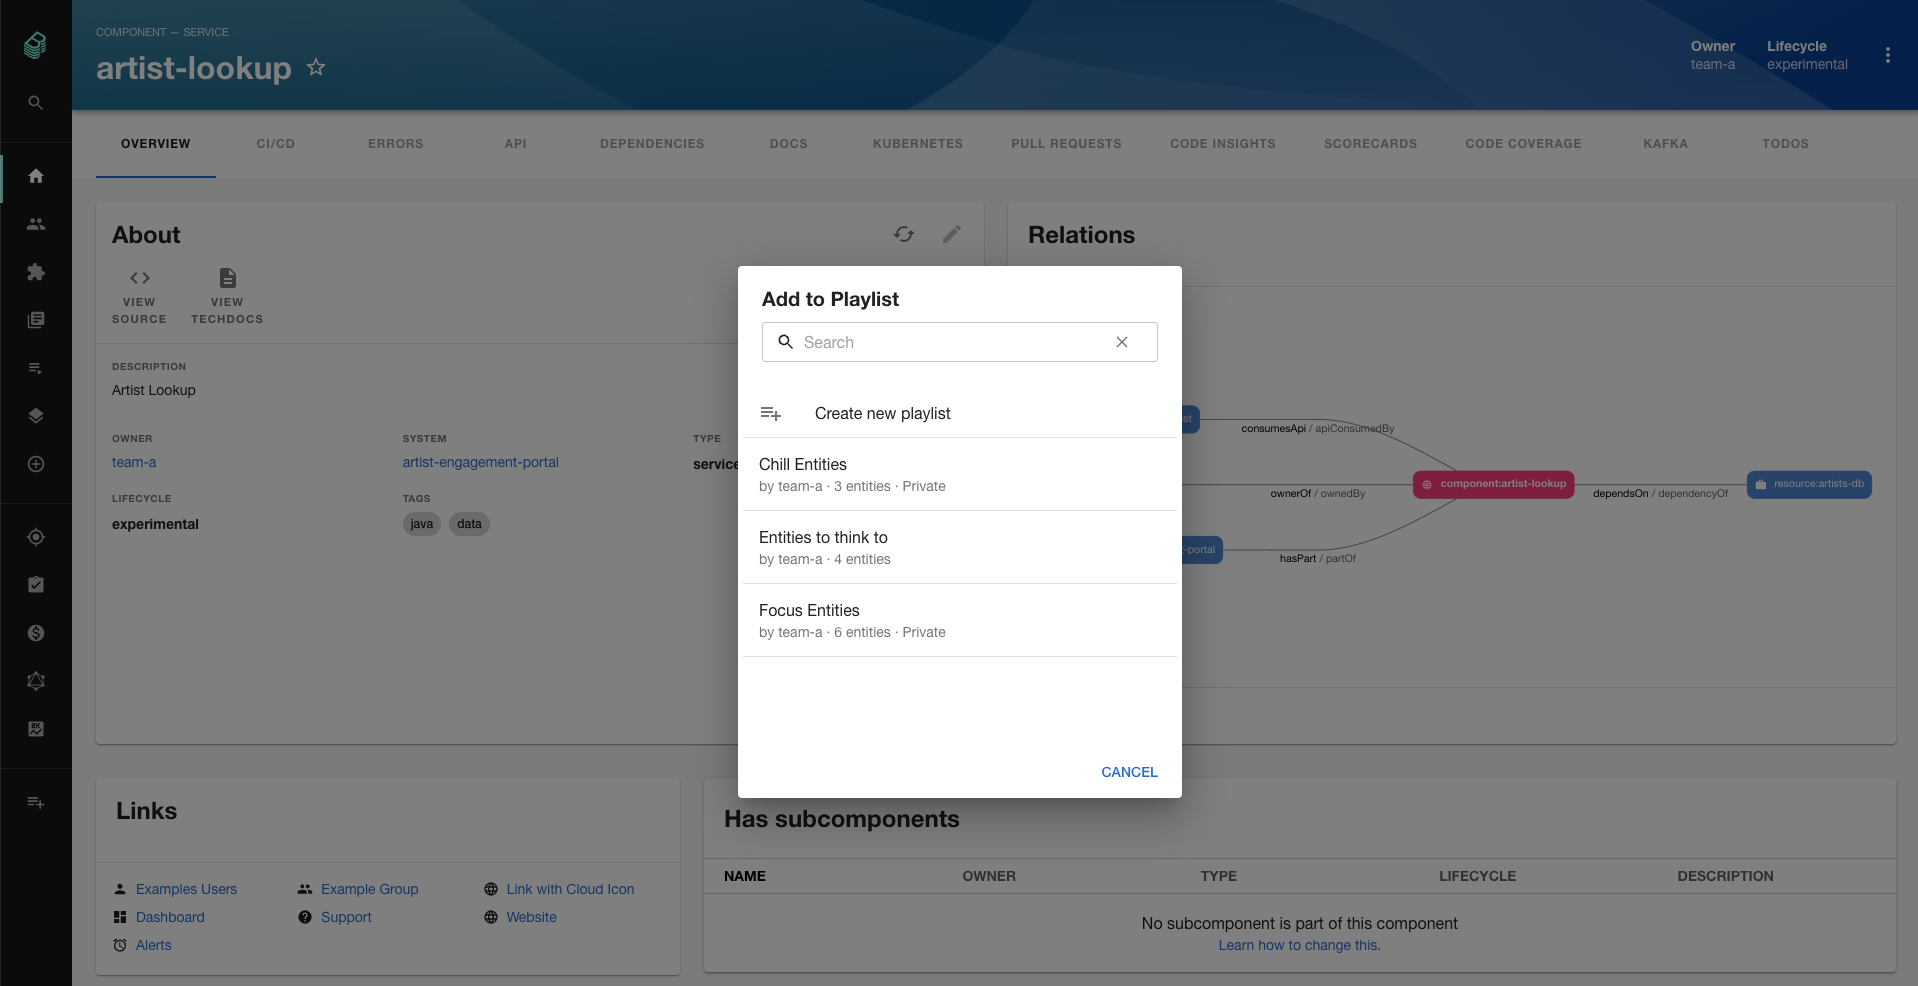 COMPONENT — SERVICE
artist-lookup
Owner
team-a
Lifecycle
experimental
OVERVIEW CI/CD ERRORS API DEPENDENCIES DOCS KUBERNETES PULL REQUESTS CODE INSIGHTS SCORECARDS CODE COVERAGE KAFKA TODOS
About
VIEW
SOURCE
VIEW
TECHDOCS
DESCRIPTION
Artist Lookup
OWNER
team-a
SYSTEM
artist-engagement-portal
TYPE
service
LIFECYCLE
experimental
TAGS
java data
Relations
consumesApi / apiConsumedBy
ownerOf / ownedBy
component:artist-lookup
dependsOn / dependencyOf
resource:artists-db
t-portal
hasPart / partOf
Add to Playlist
Search
Create new playlist
Chill Entities
by team-a · 3 entities · Private
Entities to think to
by team-a · 4 entities
Focus Entities
by team-a · 6 entities · Private
CANCEL
Links
Examples Users Example Group Link with Cloud Icon
Dashboard Support Website
Alerts
Has subcomponents
NAME OWNER TYPE LIFECYCLE DESCRIPTION
No subcomponent is part of this component
Learn how to change this.